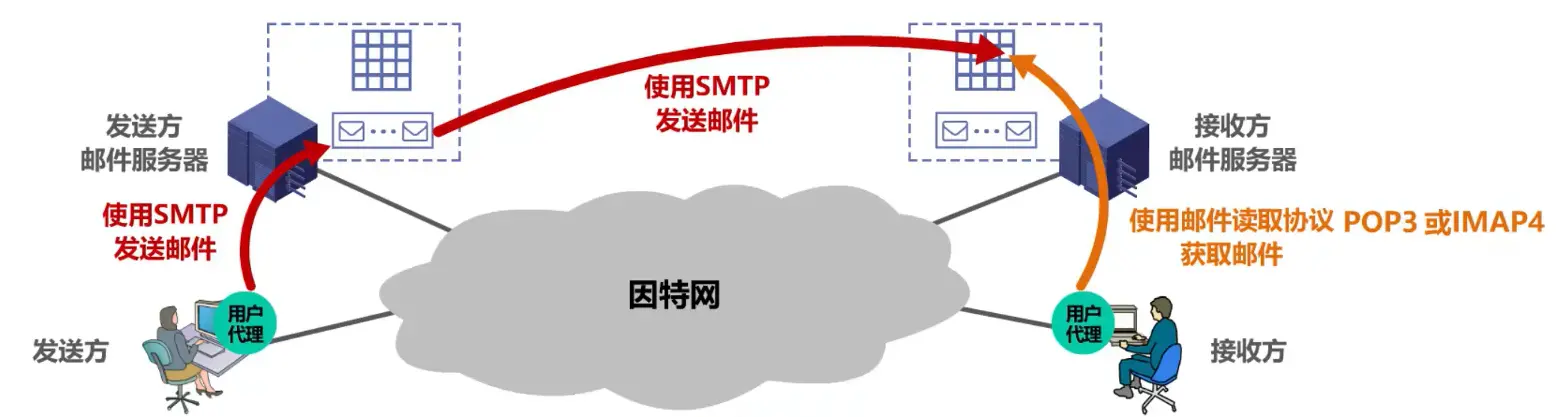 使用SMTP
发送邮件
发送方
邮件服务器
接收方
邮件服务器
使用SMTP
发送邮件
使用邮件读取协议 POP3 或IMAP4
获取邮件
因特网
用户
代理
发送方
用户
代理
接收方